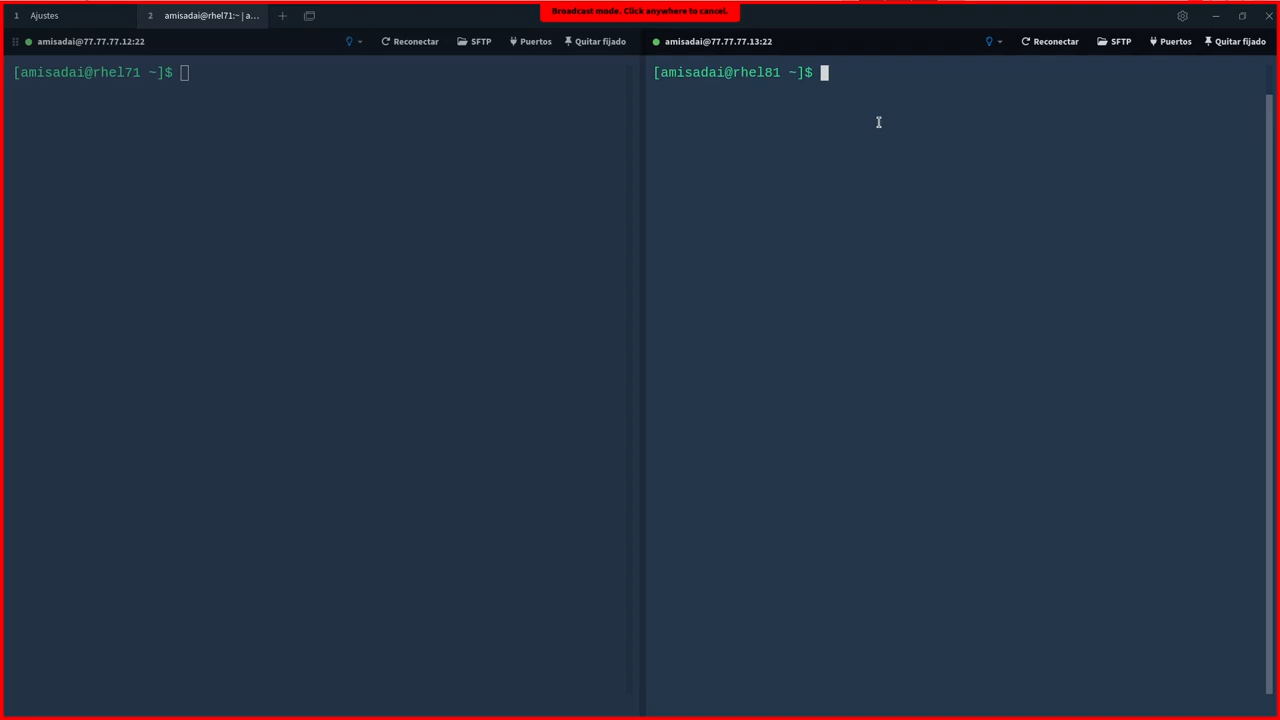 Broadcast mode. Click anywhere to cancel.
1 Ajustes 2 amisadai@rhel71:~ | a...
amisadai@77.77.77.12:22 Reconectar SFTP Puertos Quitar fijado
[amisadai@rhel71 ~]$
amisadai@77.77.77.13:22 Reconectar SFTP Puertos Quitar fijado
[amisadai@rhel81 ~]$